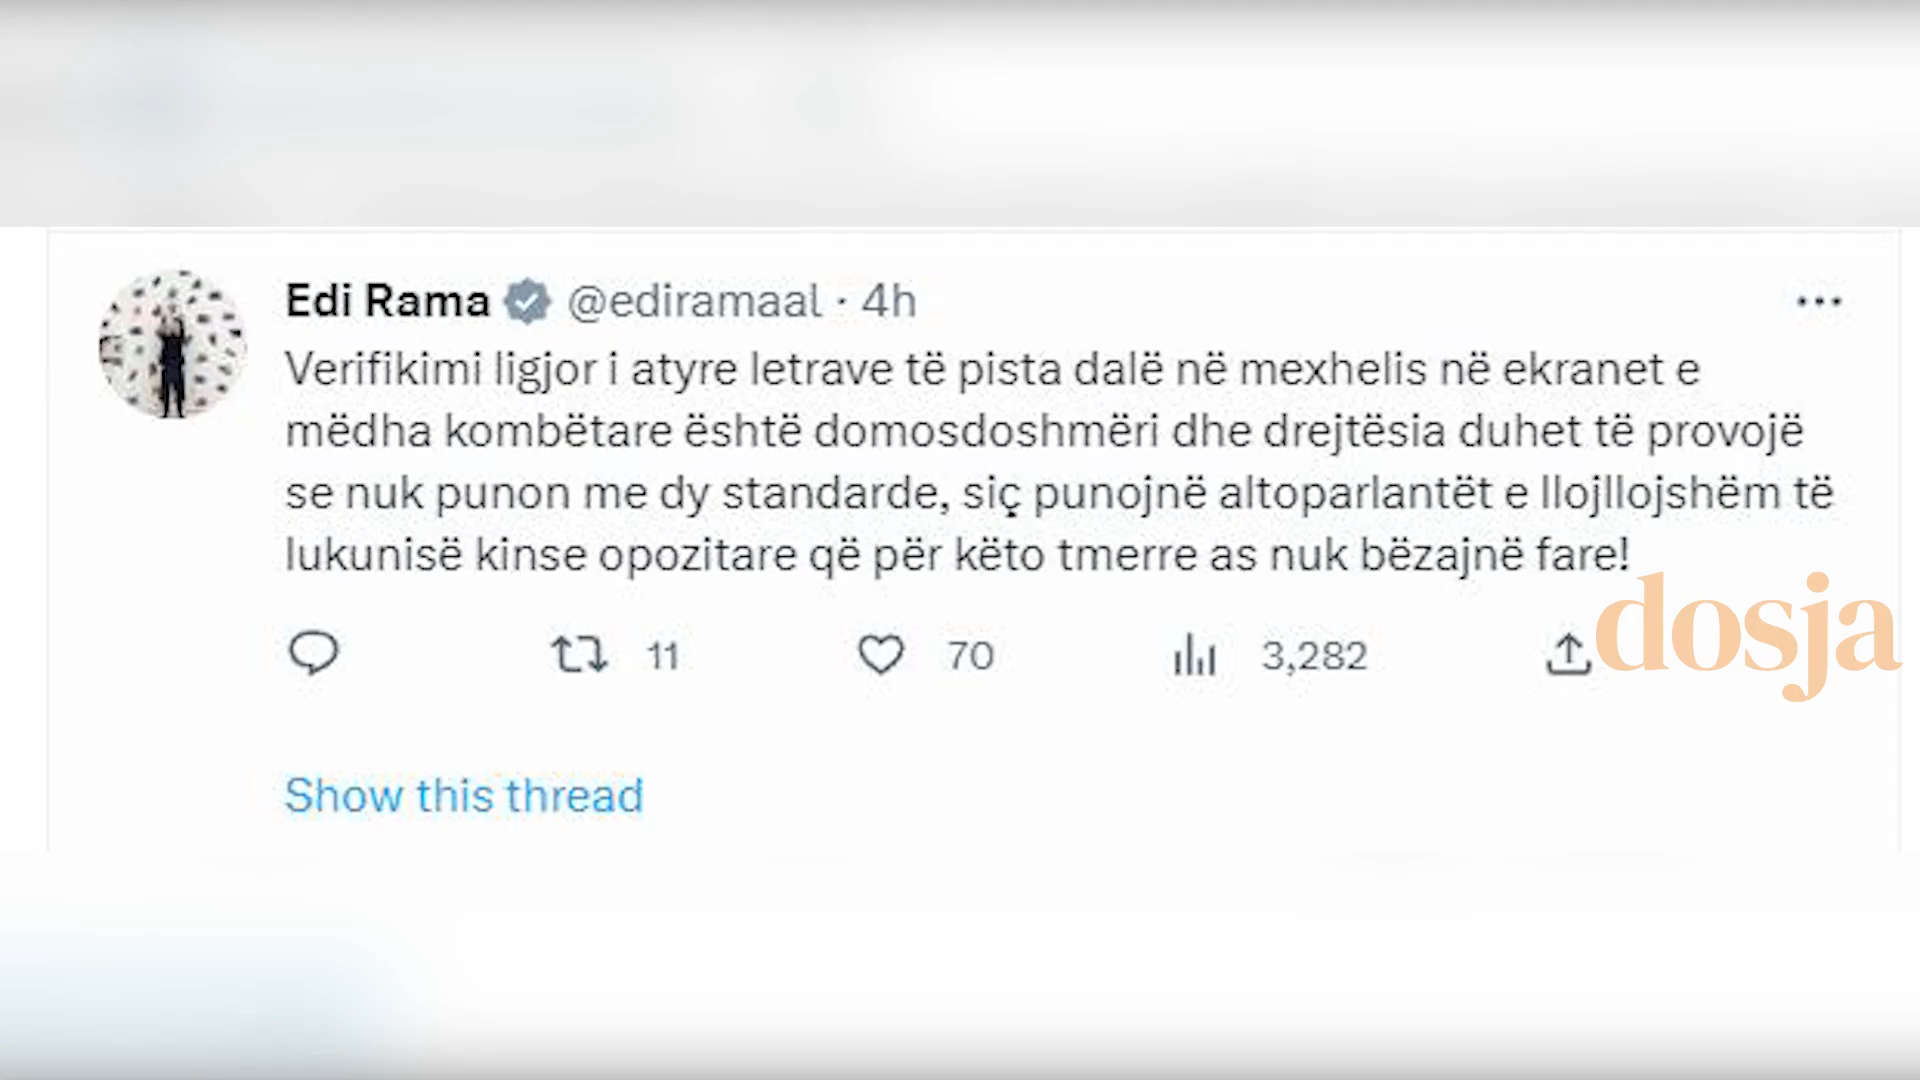 Edi Rama @ediramaal · 4h
Verifikimi ligjor i atyre letrave të pista dalë në mexhelis në ekranet e
mëdha kombëtare është domosdoshmëri dhe drejtësia duhet të provojë
se nuk punon me dy standarde, siç punojnë altoparlantët e llojllojshëm të
lukunisë kinse opozitare që për këto tmerre as nuk bëzajnë fare!
11 70 3,282
dosja
Show this thread